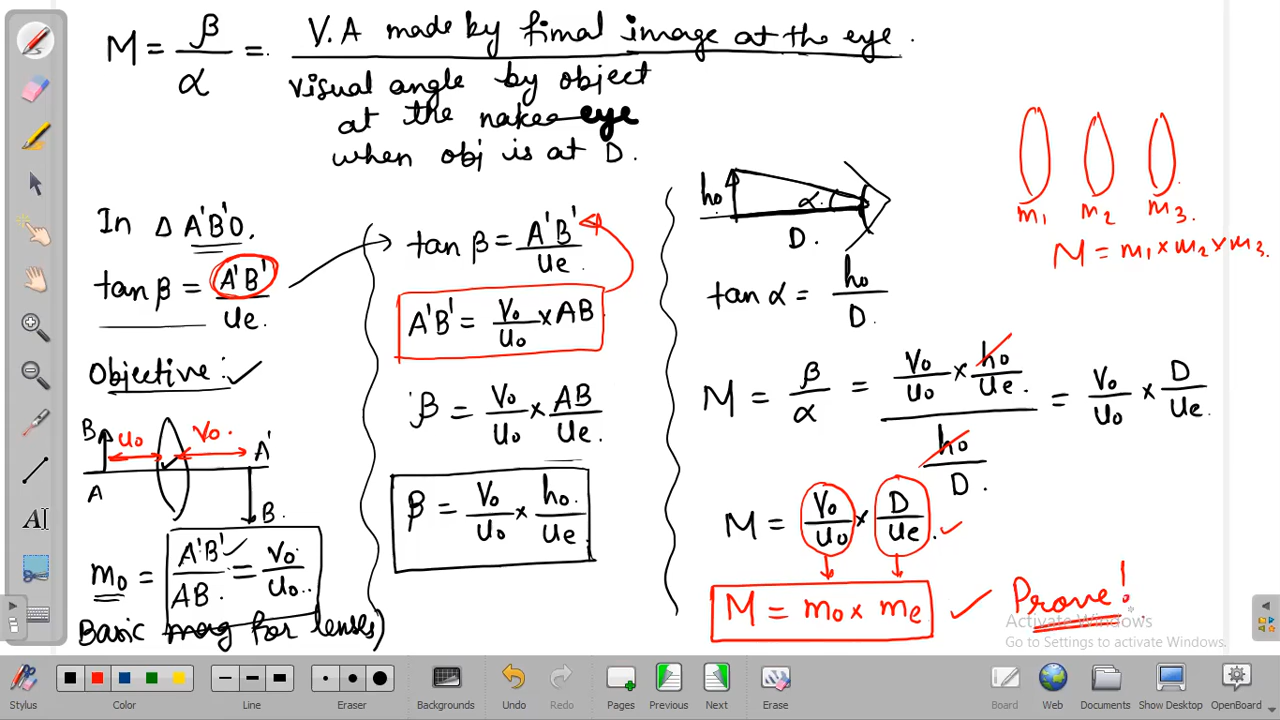 M = β/α = V.A made by final image at the eye.
visual angle by object
at the naked eye
when obj is at D.
In Δ A'B'O.
tan β = A'B'/ue.
Objective:✓
B uo vo. A'
A B.
mo = A'B'/AB. = vo/uo..
Basic mag for lenses)
tan β = A'B'/ue.
A'B' = vo/uo × AB
β = vo/uo × AB/ue.
β = vo/uo × ho./ue
ho α
D.
tan α = ho/D.
M = β/α = vo/uo × ho/ue. / ho/D. = vo/uo × D/ue.
M = vo/uo × D/ue. ✓
M = mo × me ✓ Prove!
m1 m2 m3.
M = m1 × m2 × m3.
Activate Windows
Go to Settings to activate Windows.
Stylus
Color
Line
Eraser
Backgrounds
Undo
Redo
Pages
Previous
Next
Erase
Board
Web
Documents
Show Desktop
OpenBoard